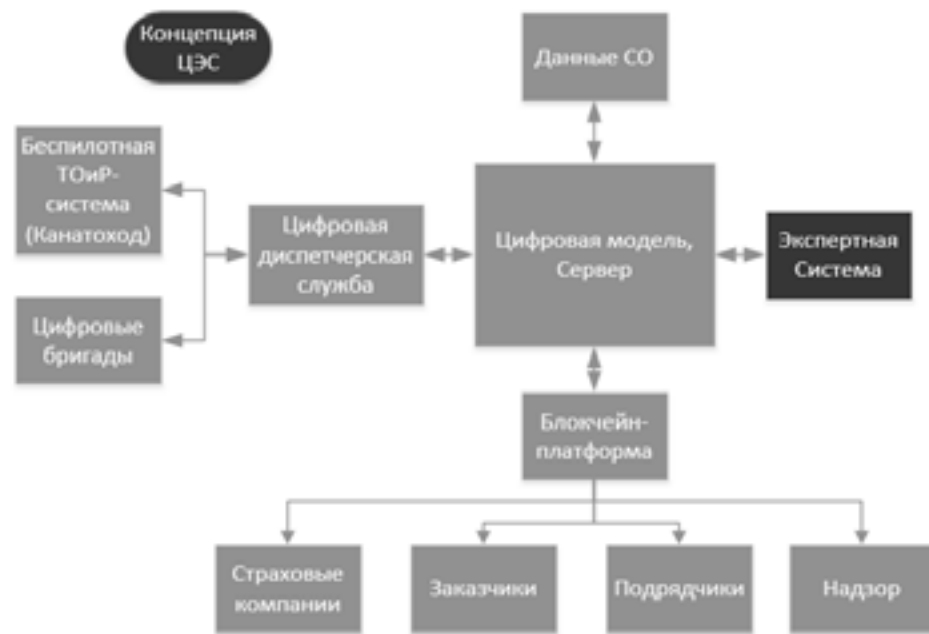 Концепция
ЦЭС
Данные СО
Беспилотная
ТОиР-
система
(Канатоход)
Цифровая
диспетчерская
служба
Цифровая модель,
Сервер
Экспертная
Система
Цифровые
бригады
Блокчейн-
платформа
Страховые
компании
Заказчики
Подрядчики
Надзор